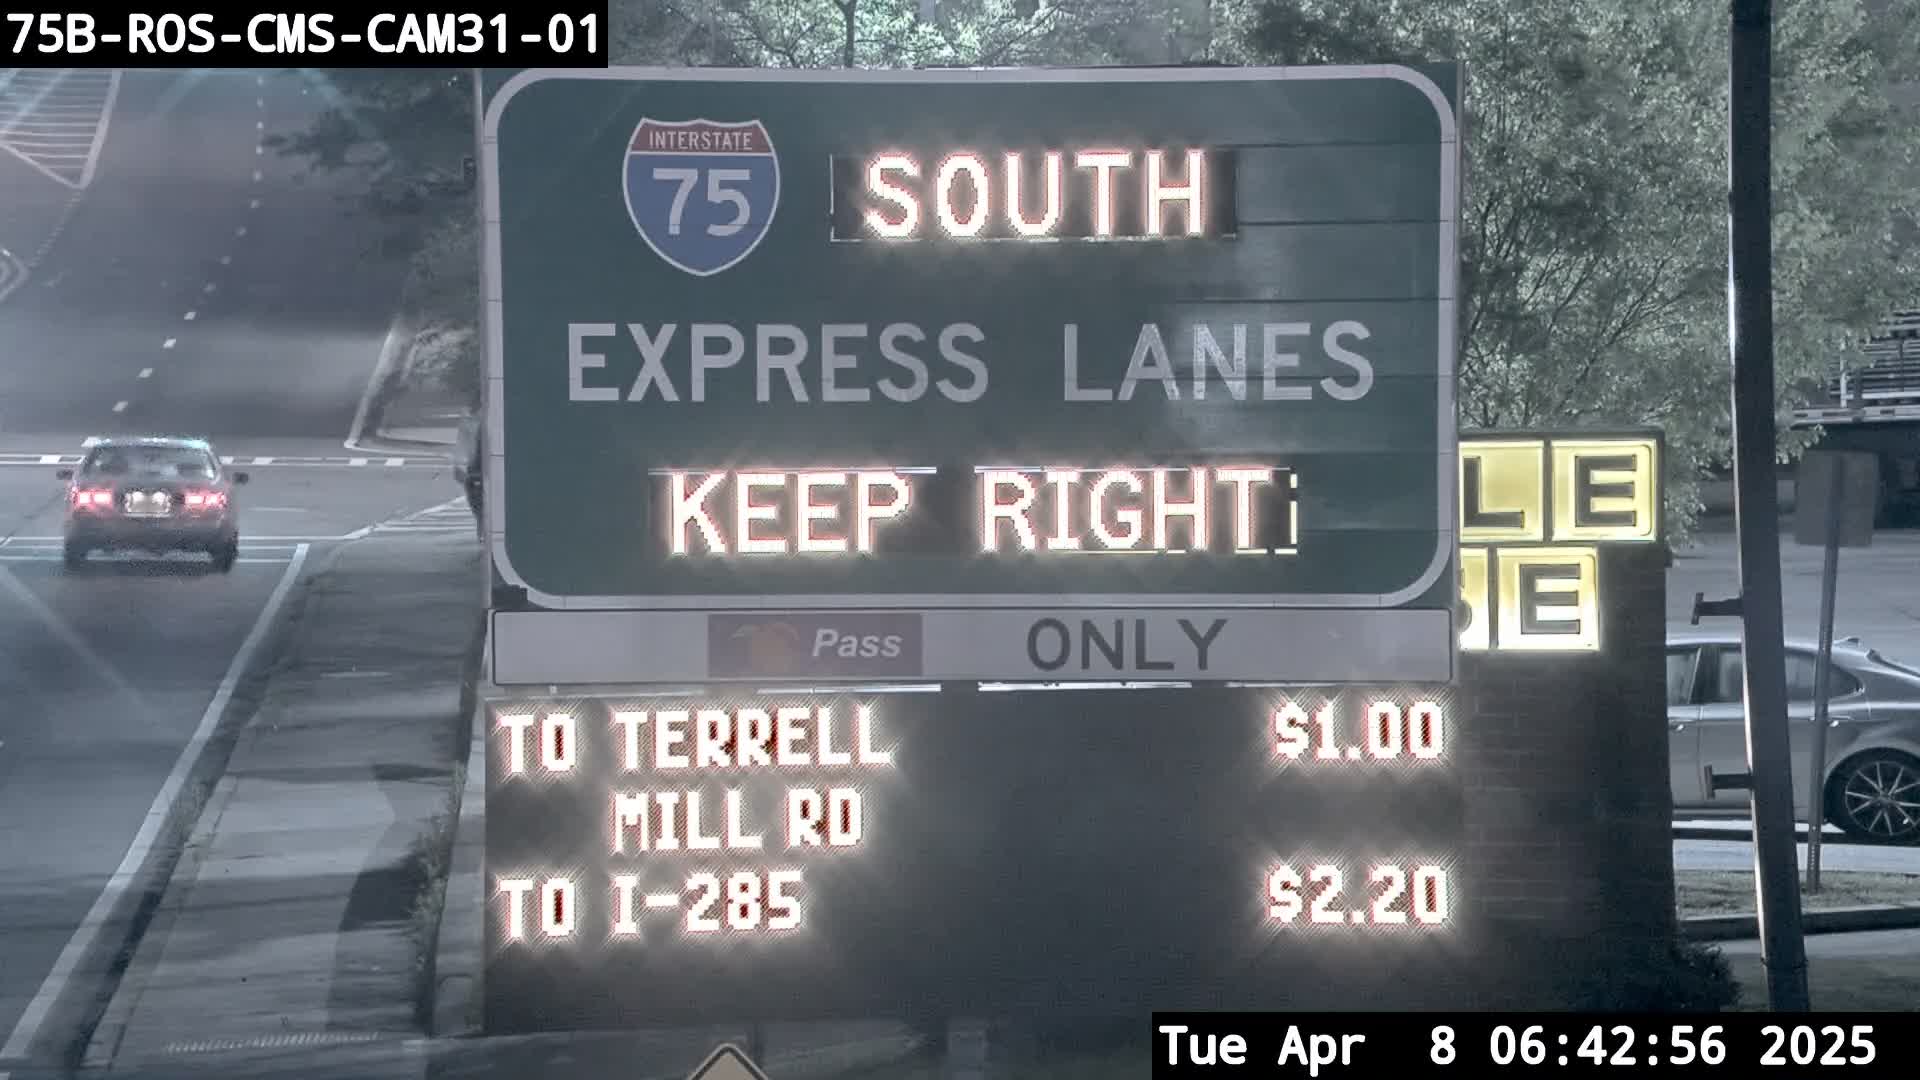 75B-ROS-CMS-CAM31-01
INTERSTATE
75
SOUTH
EXPRESS LANES
KEEP RIGHT
Pass ONLY
TO TERRELL $1.00
MILL RD
TO I-285 $2.20
LE
E
Tue Apr 8 06:42:56 2025